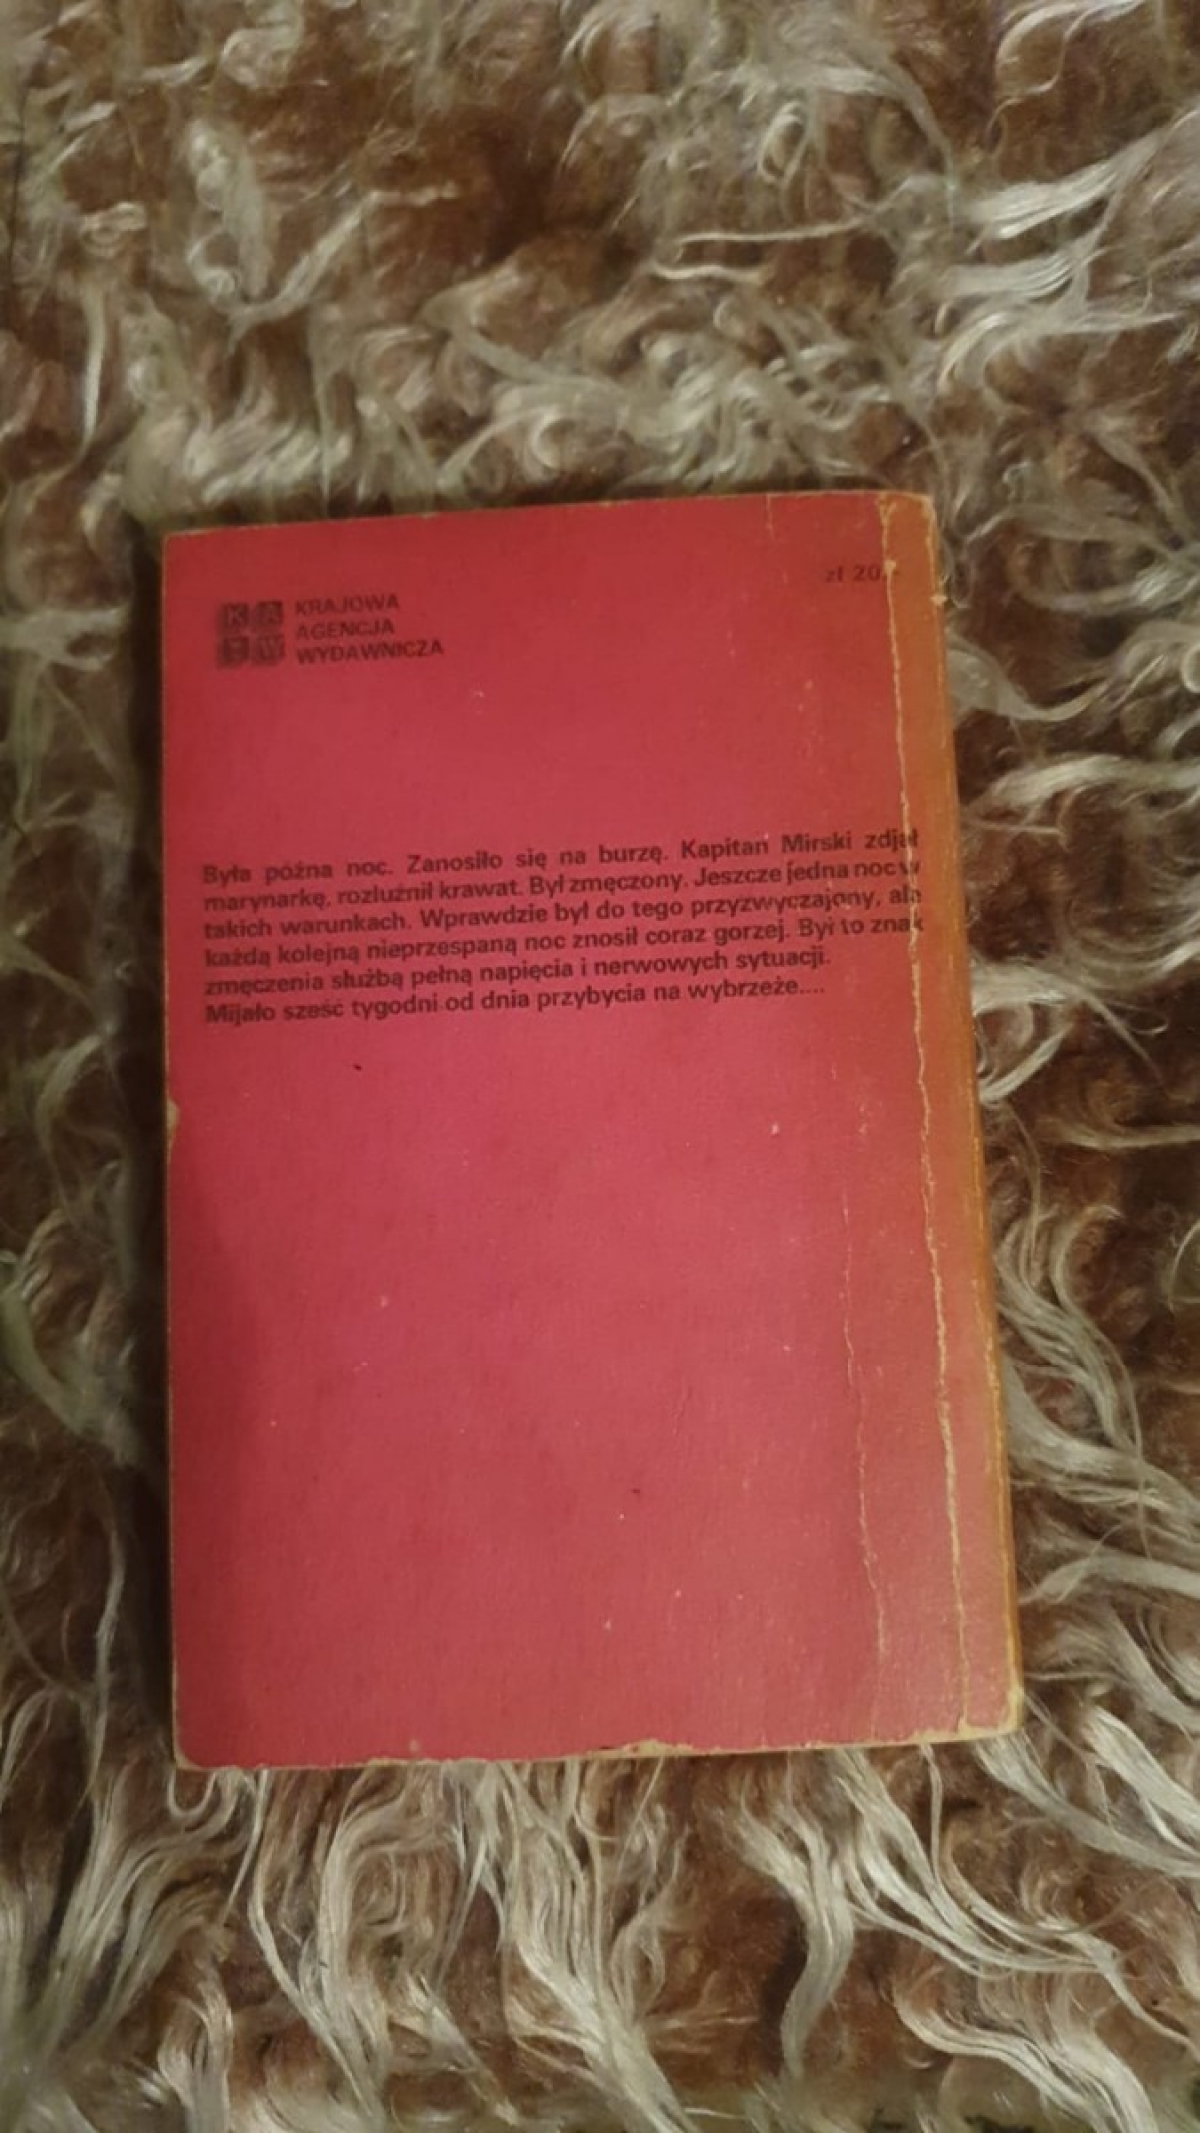 K A
KRAJOWA
AGENCJA
WYDAWNICZA
W
zł 20,-
Była późna noc. Zanosiło się na burzę. Kapitan Mirski zdjął
marynarkę, rozluźnił krawat. Był zmęczony. Jeszcze jedna noc w
takich warunkach. Wprawdzie był do tego przyzwyczajony, ale
każdą kolejną nieprzespaną noc znosił coraz gorzej. Był to znak
zmęczenia służbą pełną napięcia i nerwowych sytuacji.
Mijało sześć tygodni od dnia przybycia na wybrzeże....